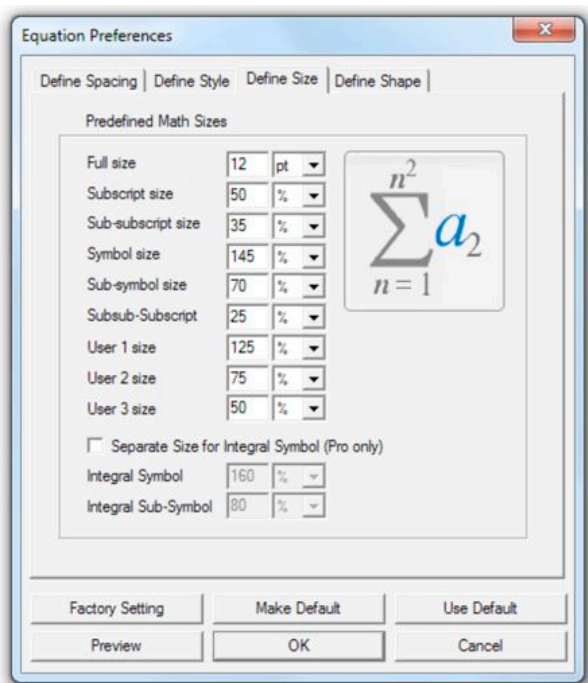 Equation Preferences
Define Spacing Define Style Define Size Define Shape
Predefined Math Sizes
Full size 12 pt
Subscript size 50 %
Sub-subscript size 35 %
Symbol size 145 %
Sub-symbol size 70 %
Subsub-Subscript 25 %
User 1 size 125 %
User 2 size 75 %
User 3 size 50 %
n²
∑a₂
n = 1
Separate Size for Integral Symbol (Pro only)
Integral Symbol 160 %
Integral Sub-Symbol 80 %
Factory Setting Make Default Use Default
Preview OK Cancel